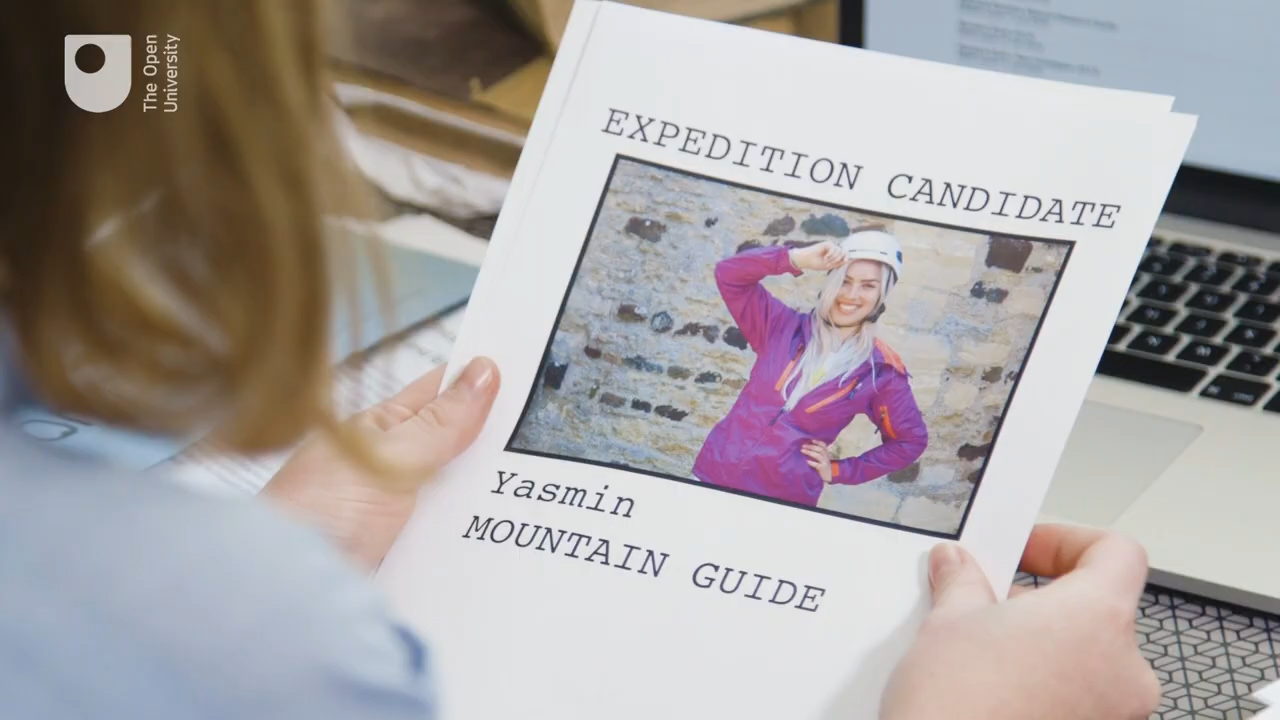 The Open
University
EXPEDITION CANDIDATE
Yasmin
MOUNTAIN GUIDE